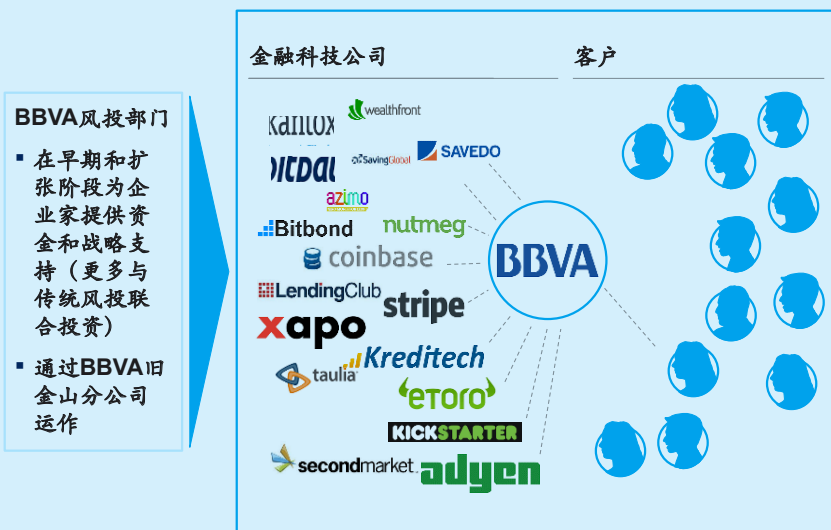 金融科技公司
客户
BBVA风投部门
在早期和扩
张阶段为企
业家提供资
金和战略支
持（更多与
传统风投联
合投资）
通过BBVA旧
金山分公司
运作
wealthfront
kantox
SavingGlobal
SAVEDO
azimo
Bitbond
nutmeg
coinbase
BBVA
LendingClub
stripe
xapo
Kreditech
taulia
eToro
KICKSTARTER
secondmarket
adyen